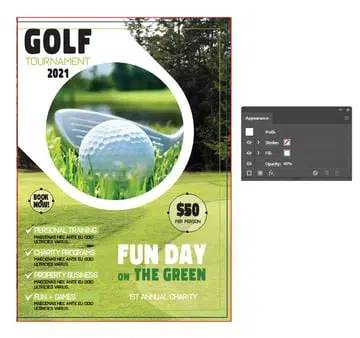 GOLF
TOURNAMENT
2021
BOOK
NOW!
$50
PER PERSON
PERSONAL TRAINING
MAECENAS NEC ANTE EU ODIO
ULTRICIES VARIUS.
CHARITY PROGRAMS
MAECENAS NEC ANTE EU ODIO
ULTRICIES VARIUS.
PROPERTY BUSINESS
MAECENAS NEC ANTE EU ODIO
ULTRICIES VARIUS.
FUN + GAMES
MAECENAS NEC ANTE EU ODIO
ULTRICIES VARIUS.
FUN DAY
ON THE GREEN
1ST ANNUAL CHARITY
Appearance
Path
Stroke:
Fill:
Opacity: 40%
fx